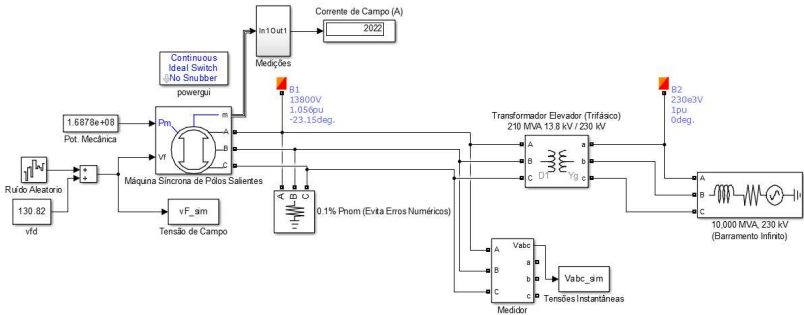 Corrente de Campo (A)
In1Out1
2022
Medições
Continuous
Ideal Switch
No Snubber
powergui
B1
13800V
1.056pu
-23.15deg.
B2
230e3V
1pu
0deg.
1.6878e+08
Pot. Mecânica
Pm
m
A
B
C
Vf
Máquina Síncrona de Pólos Salientes
Transformador Elevador (Trifásico)
210 MVA 13.8 kV / 230 kV
A
B
C
D1
Yg
a
b
c
Ruído Aleatorio
+
+
130.82
vfd
vF_sim
Tensão de Campo
A B C
0.1% Pnom (Evita Erros Numéricos)
A
B
C
10,000 MVA, 230 kV
(Barramento Infinito)
A
B
C
Vabc
a
b
c
Medidor
Vabc_sim
Tensões Instantâneas